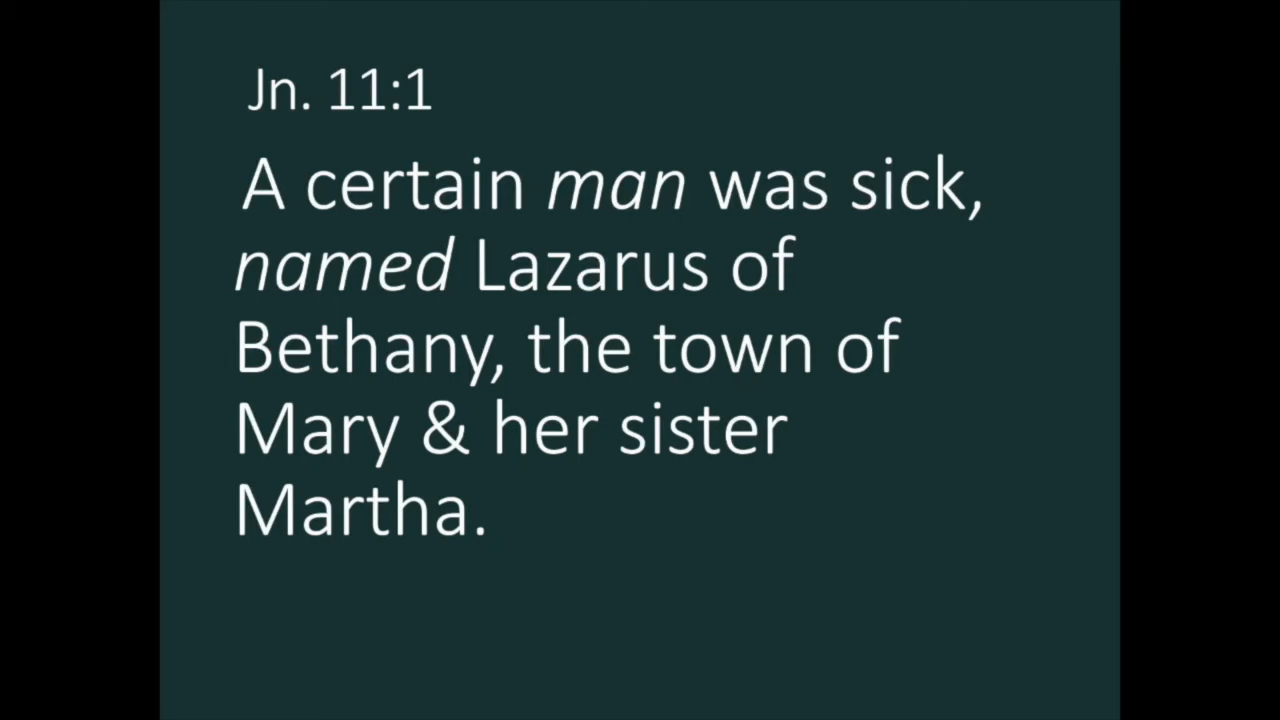 Jn. 11:1
A certain man was sick,
named Lazarus of
Bethany, the town of
Mary & her sister
Martha.